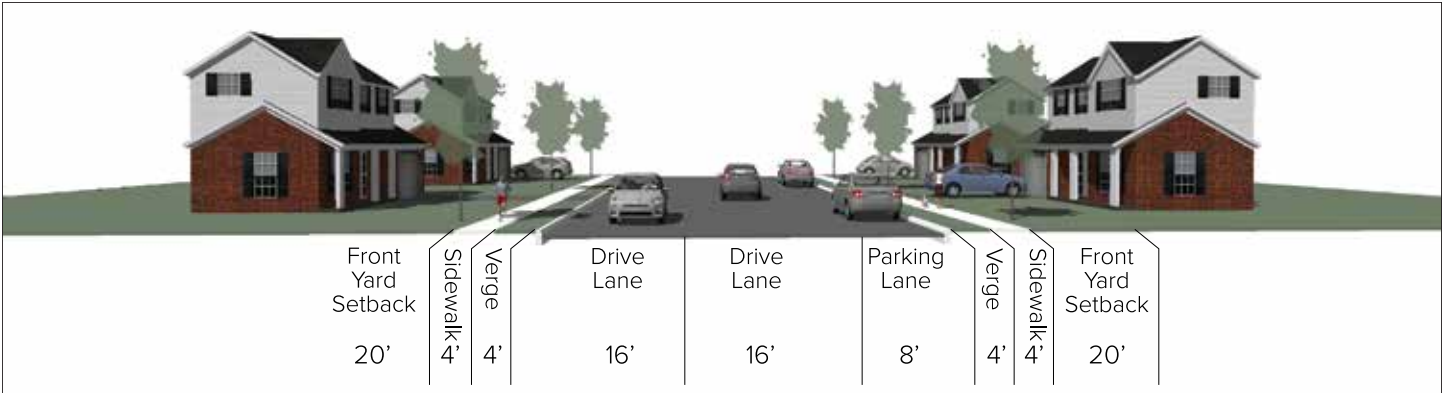 Front
Yard
Setback
20’
Sidewalk
4’
Verge
4’
Drive
Lane
16’
Drive
Lane
16’
Parking
Lane
8’
Verge
4’
Sidewalk
4’
Front
Yard
Setback
20’